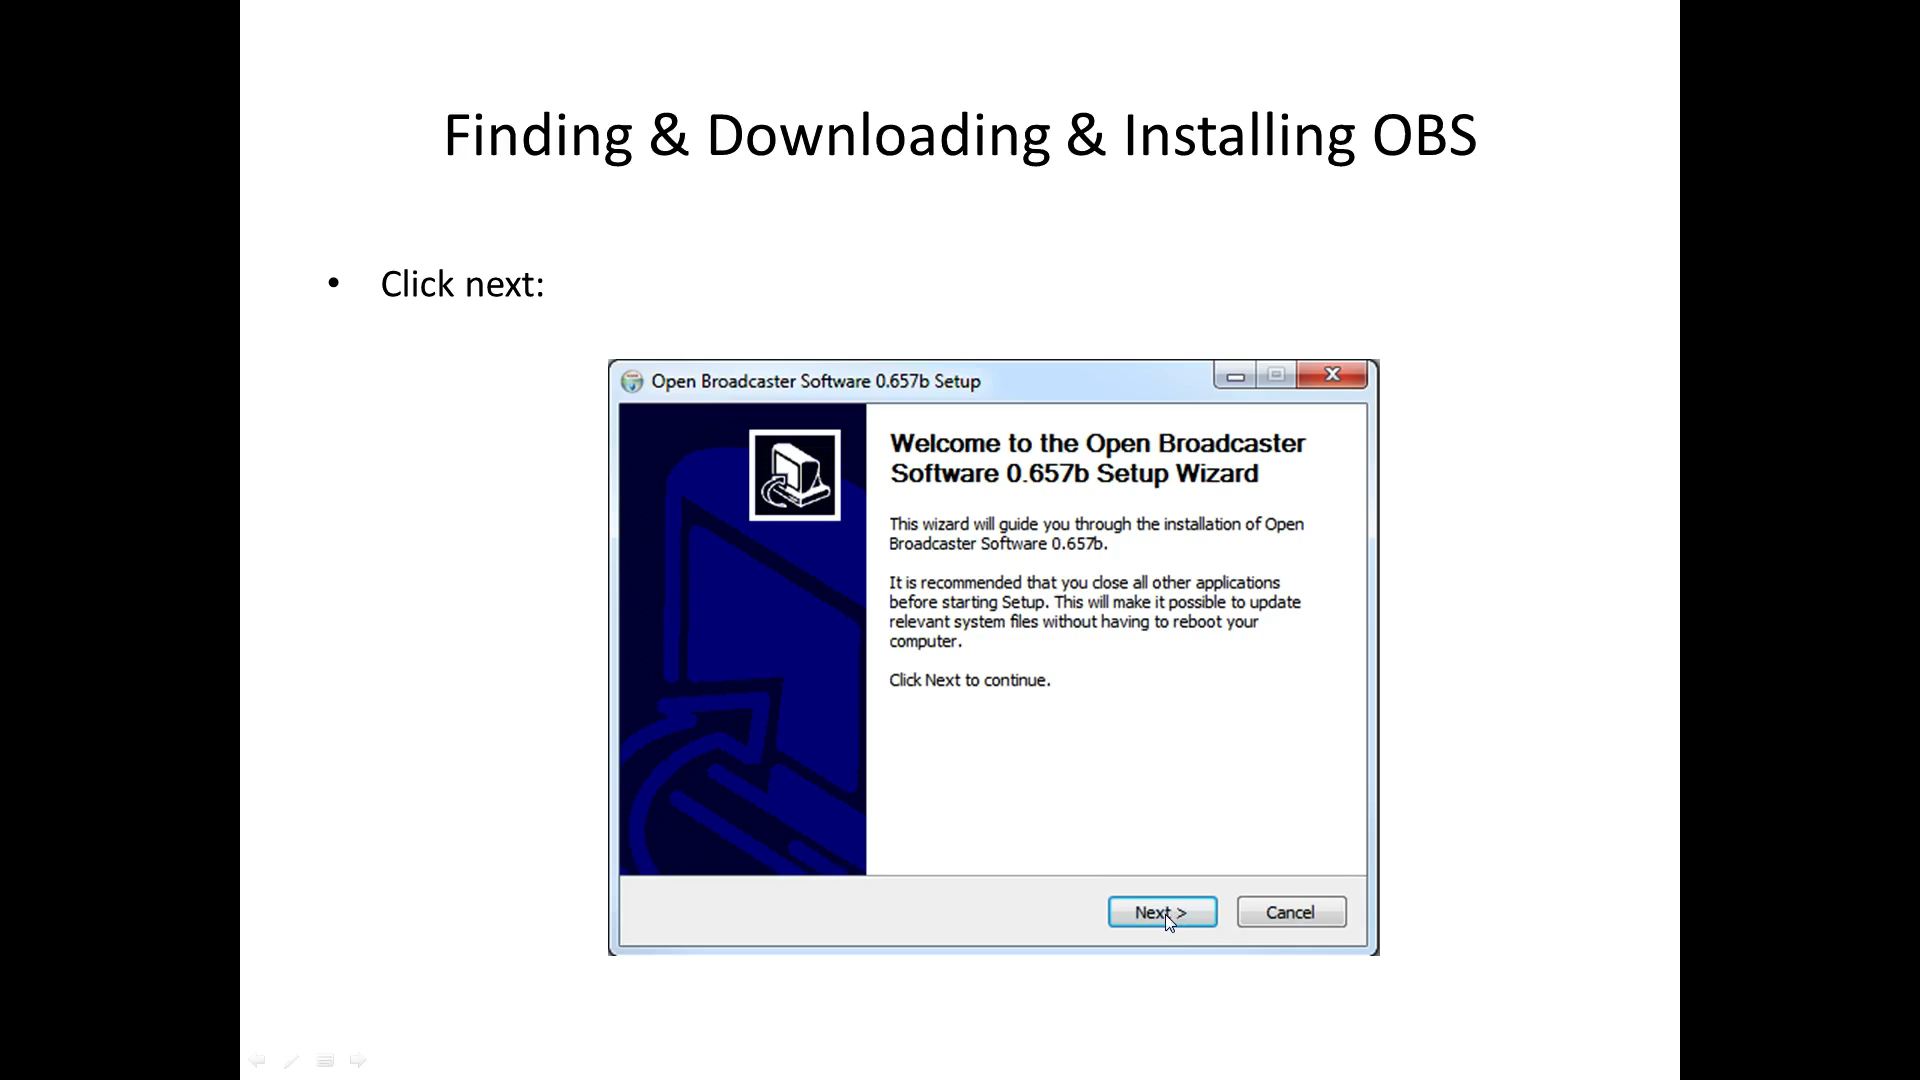 Finding & Downloading & Installing OBS
• Click next:
Open Broadcaster Software 0.657b Setup
Welcome to the Open Broadcaster
Software 0.657b Setup Wizard
This wizard will guide you through the installation of Open
Broadcaster Software 0.657b.
It is recommended that you close all other applications
before starting Setup. This will make it possible to update
relevant system files without having to reboot your
computer.
Click Next to continue.
Next >
Cancel